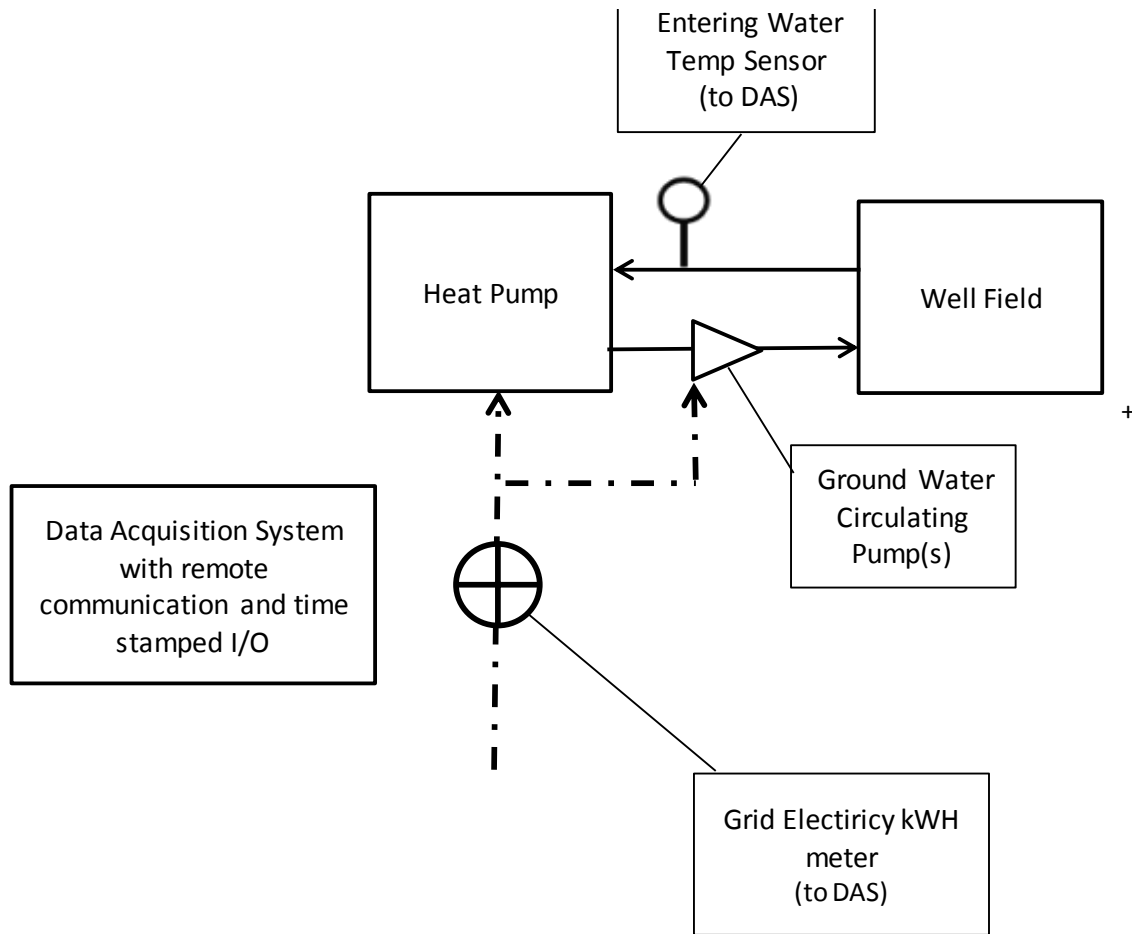 Entering Water
Temp Sensor
(to DAS)
Heat Pump
Well Field
+
Ground Water
Circulating
Pump(s)
Data Acquisition System
with remote
communication and time
stamped I/O
Grid Electiricy kWH
meter
(to DAS)